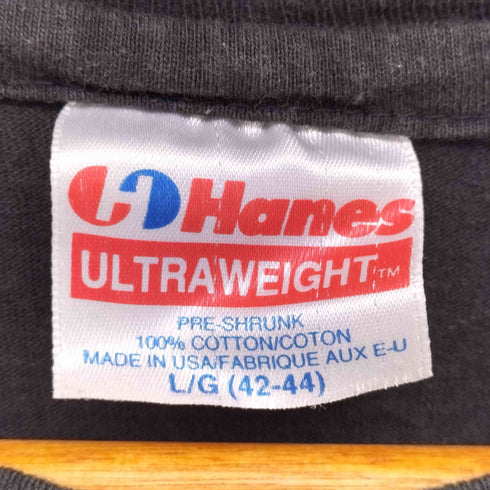 Hanes
ULTRAWEIGHT™
PRE-SHRUNK
100% COTTON/COTON
MADE IN USA/FABRIQUE AUX E-U
L/G (42-44)